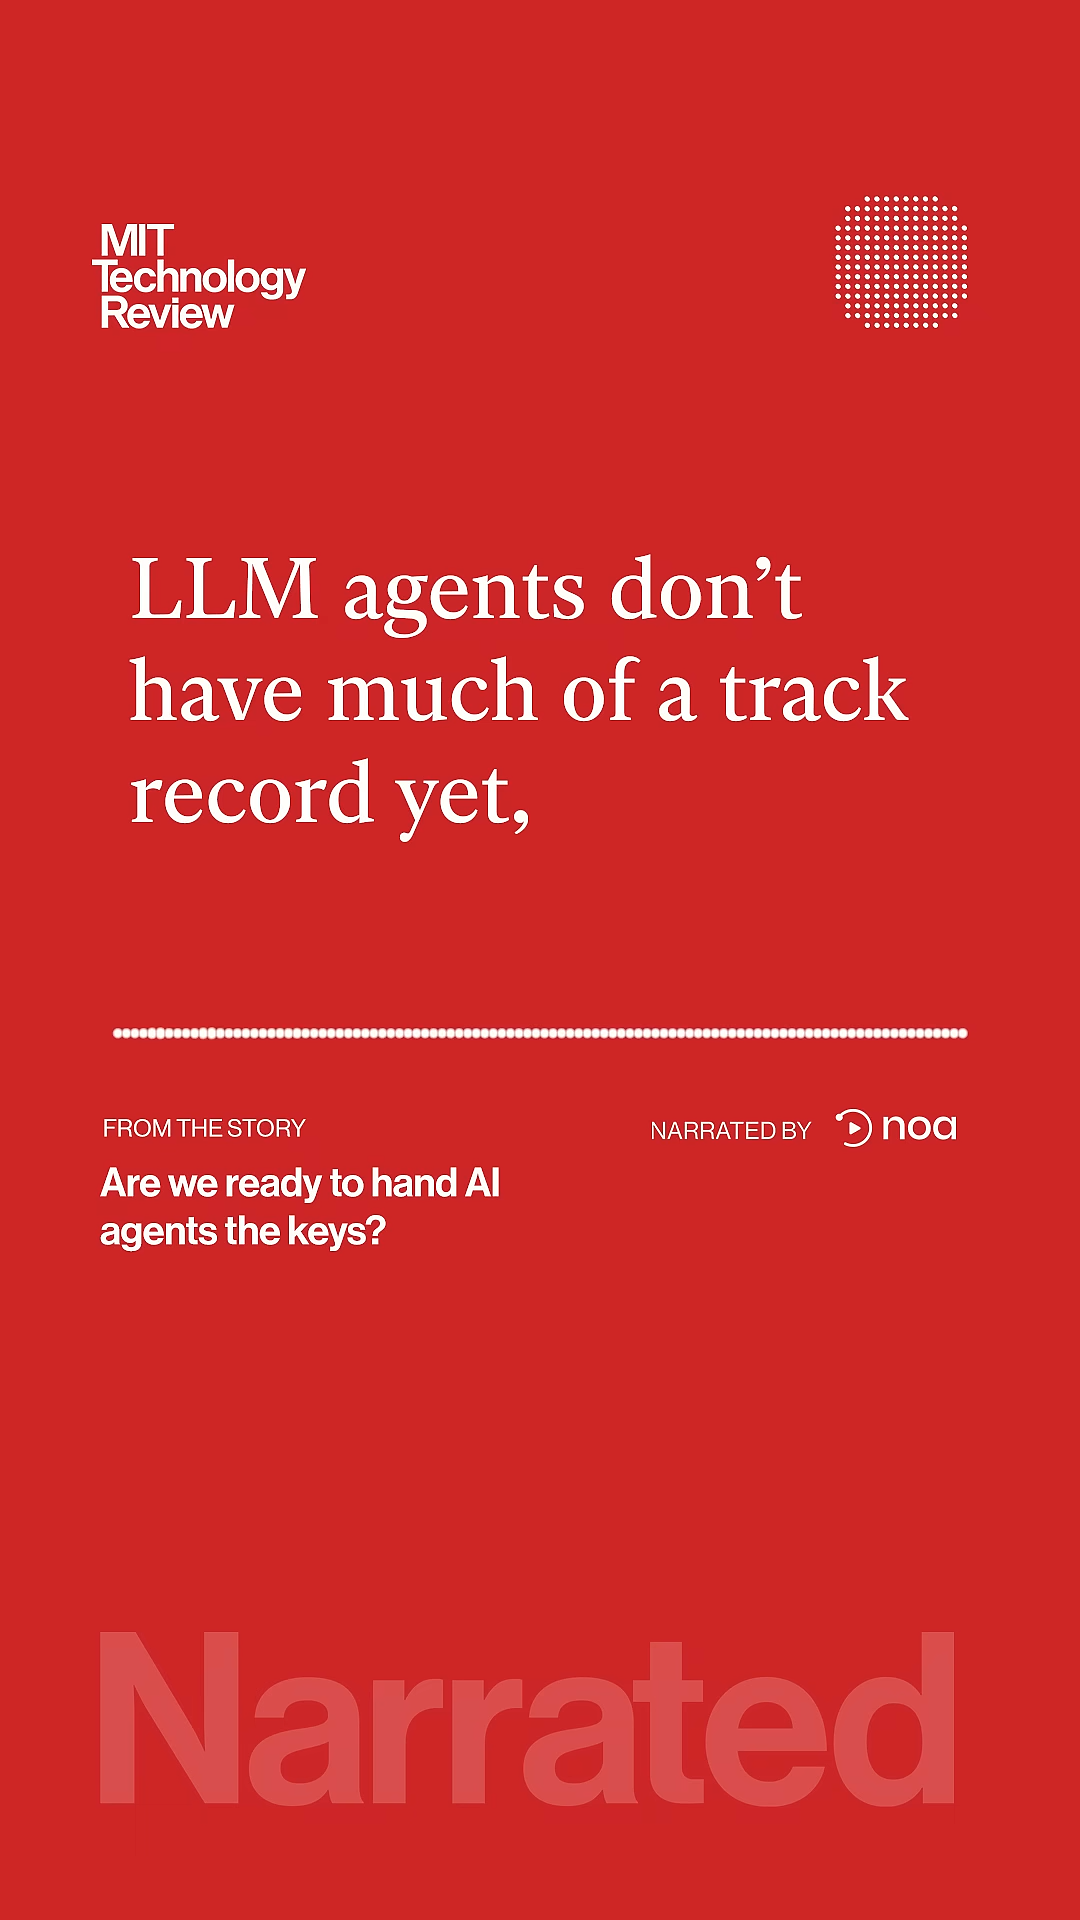 MIT
Technology
Review
LLM agents don’t
have much of a track
record yet,
FROM THE STORY
Are we ready to hand AI
agents the keys?
NARRATED BY noa
Narrated